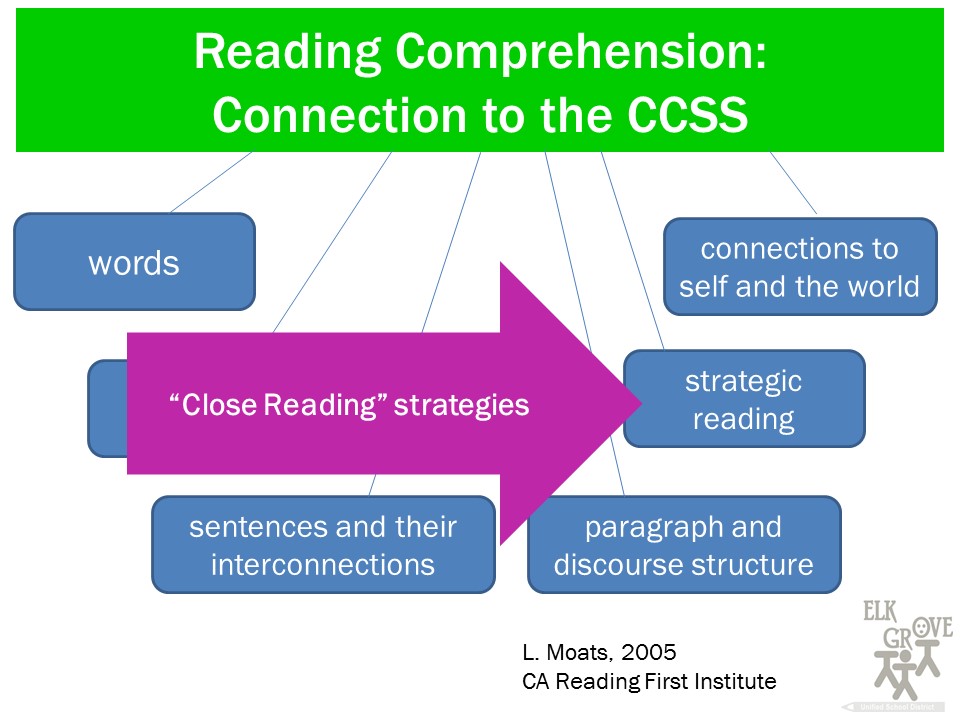 Reading Comprehension:
Connection to the CCSS
words
connections to
self and the world
“Close Reading” strategies
strategic
reading
sentences and their
interconnections
paragraph and
discourse structure
L. Moats, 2005
CA Reading First Institute
ELK
GROVE
Unified School District